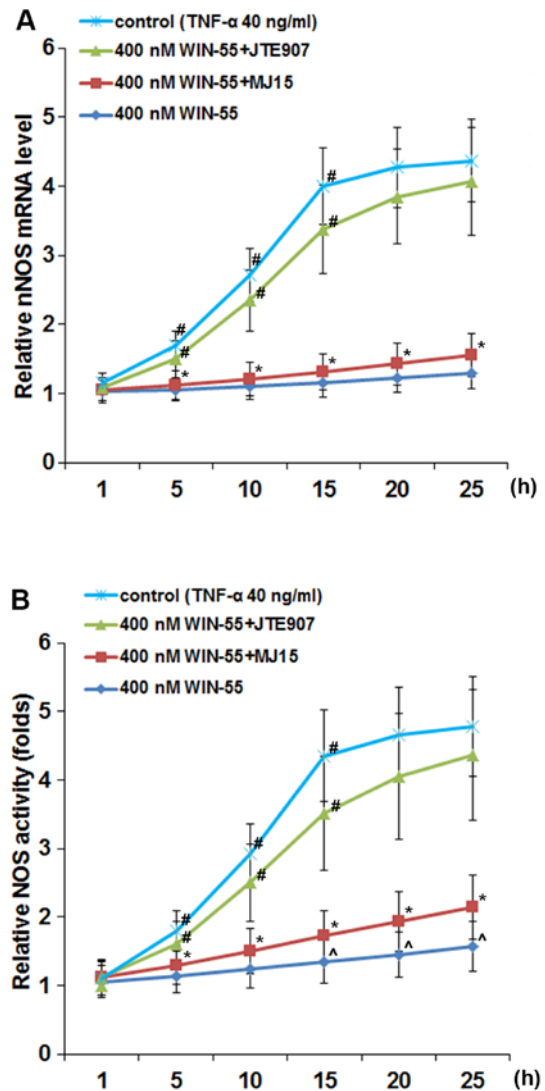 A
control (TNF-α 40 ng/ml)
400 nM WIN-55+JTE907
400 nM WIN-55+MJ15
400 nM WIN-55
Relative nNOS mRNA level
6
5
4
3
2
1
0
# # # #
# # #
* * * * *
1 5 10 15 20 25 (h)
B
control (TNF-α 40 ng/ml)
400 nM WIN-55+JTE907
400 nM WIN-55+MJ15
400 nM WIN-55
Relative NOS activity (folds)
6
5
4
3
2
1
0
# # #
# # #
* * * * *
^ ^ ^
1 5 10 15 20 25 (h)